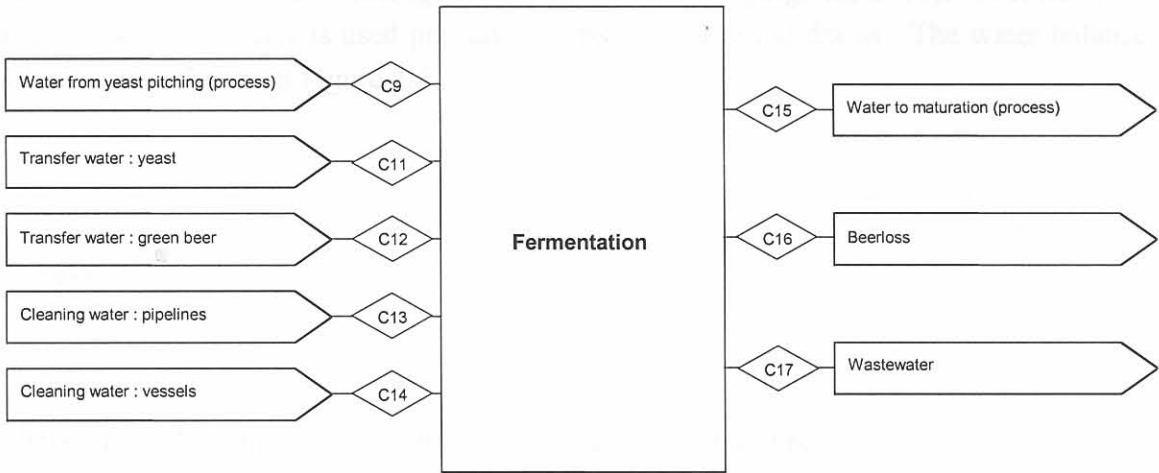 Water from yeast pitching (process)
C9
Transfer water : yeast
C11
Transfer water : green beer
C12
Cleaning water : pipelines
C13
Cleaning water : vessels
C14
Fermentation
C15
Water to maturation (process)
C16
Beerloss
C17
Wastewater